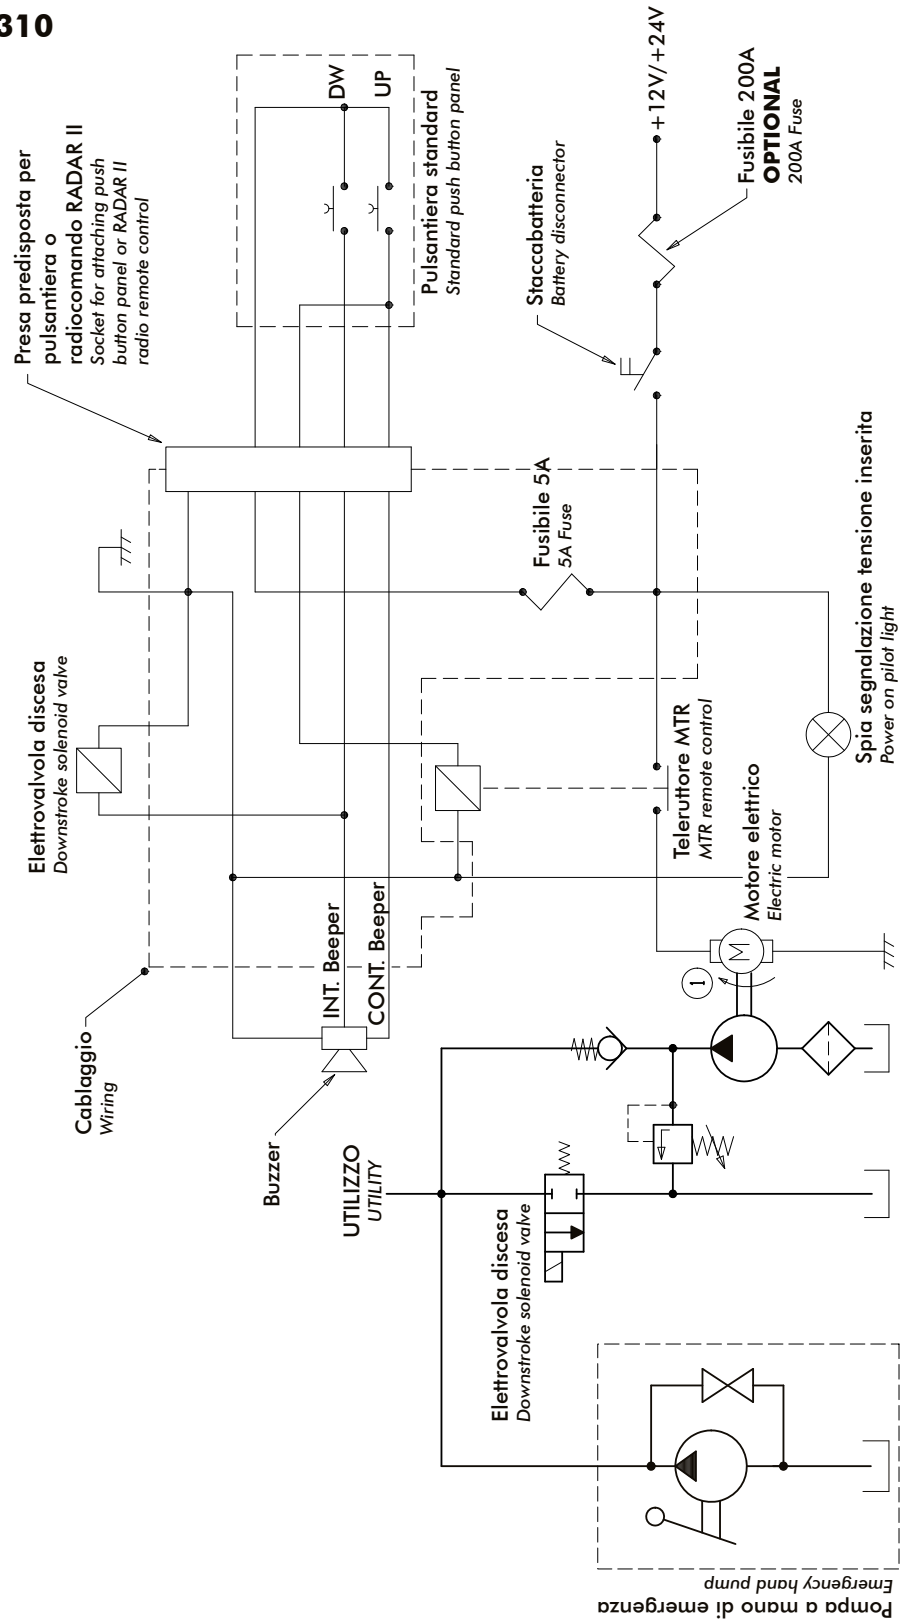 310
Presa predisposta per
pulsantiera o
radiocomando RADAR II
Socket for attaching push
button panel or RADAR II
radio remote control
DW
UP
Pulsantiera standard
Standard push button panel
+12V/+24V
Fusibile 200A
OPTIONAL
200A Fuse
Staccabatteria
Battery disconnector
Fusibile 5A
5A Fuse
Elettrovalvola discesa
Downstroke solenoid valve
Teleruttore MTR
MTR remote control
Spia segnalazione tensione inserita
Power on pilot light
Motore elettrico
Electric motor
M
1
Cablaggio
Wiring
INT. Beeper
CONT. Beeper
Buzzer
UTILIZZO
UTILITY
Elettrovalvola discesa
Downstroke solenoid valve
Pompa a mano di emergenza
Emergency hand pump